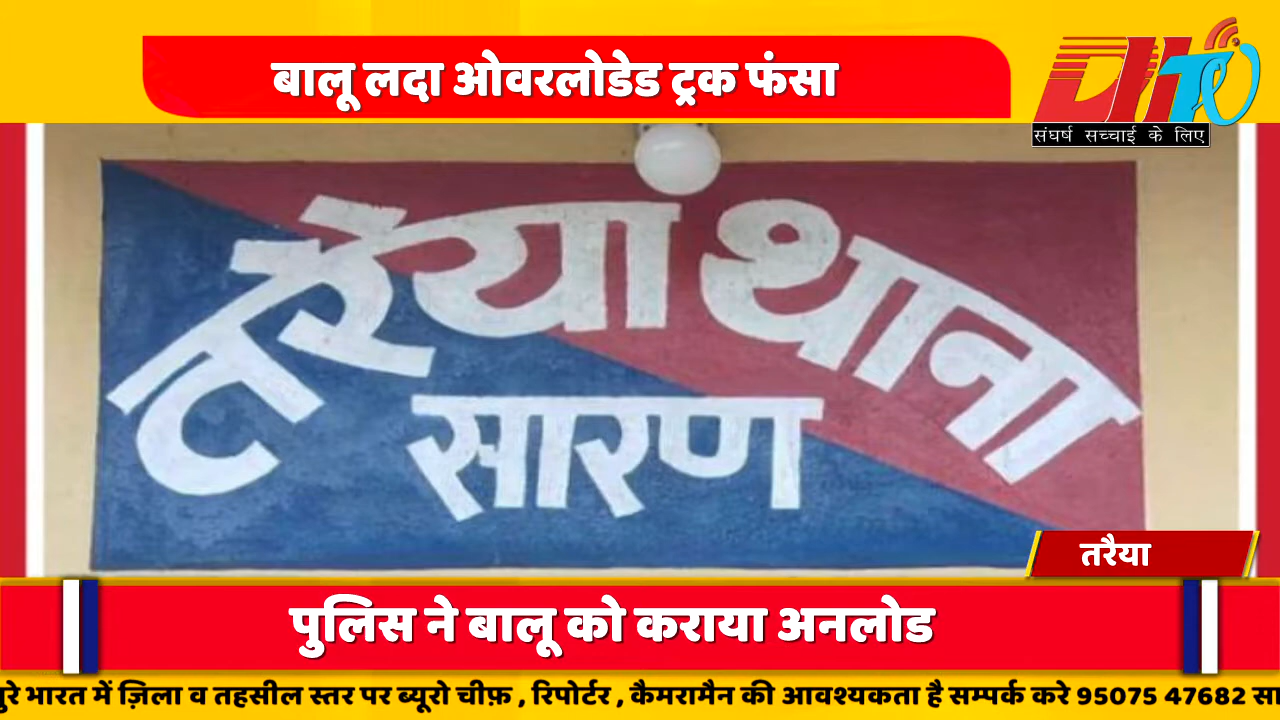 बालू लदा ओवरलोडेड ट्रक फंसा
DHTV
संघर्ष सच्चाई के लिए
तरैयां थाना
सारण
तरैया
पुलिस ने बालू को कराया अनलोड
भारत में ज़िला व तहसील स्तर पर ब्यूरो चीफ़ , रिपोर्टर , कैमरामैन की आवश्यकता है सम्पर्क करे 95075 47682